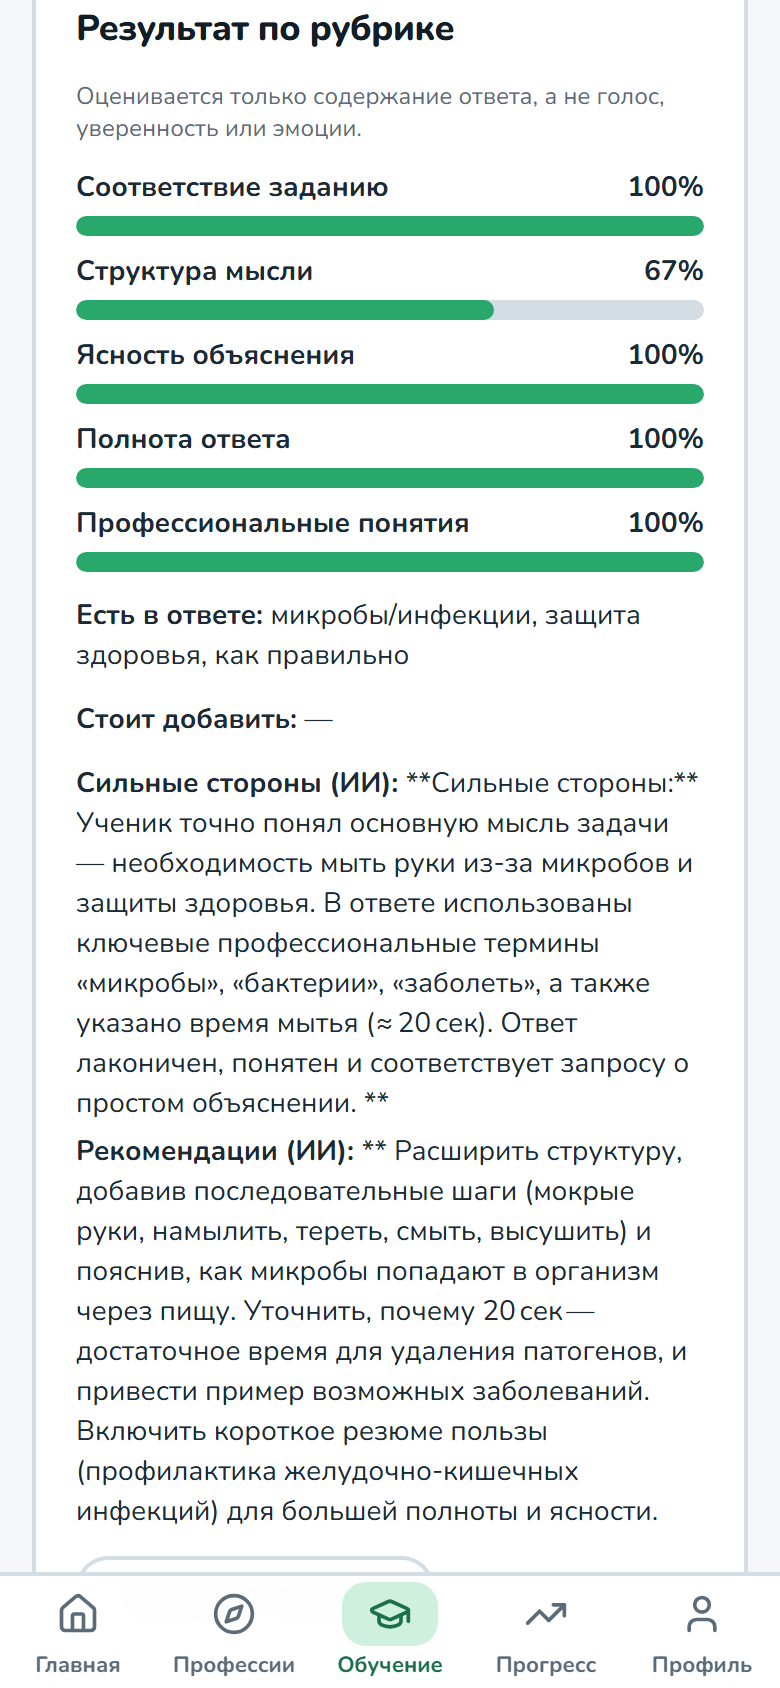 Результат по рубрике
Оценивается только содержание ответа, а не голос,
уверенность или эмоции.
Соответствие заданию 100%
Структура мысли 67%
Ясность объяснения 100%
Полнота ответа 100%
Профессиональные понятия 100%
Есть в ответе: микробы/инфекции, защита
здоровья, как правильно
Стоит добавить: —
Сильные стороны (ИИ): **Сильные стороны:**
Ученик точно понял основную мысль задачи
— необходимость мыть руки из-за микробов и
защиты здоровья. В ответе использованы
ключевые профессиональные термины
«микробы», «бактерии», «заболеть», а также
указано время мытья (≈ 20 сек). Ответ
лаконичен, понятен и соответствует запросу о
простом объяснении. **
Рекомендации (ИИ): ** Расширить структуру,
добавив последовательные шаги (мокрые
руки, намылить, тереть, смыть, высушить) и
пояснив, как микробы попадают в организм
через пищу. Уточнить, почему 20 сек —
достаточное время для удаления патогенов, и
привести пример возможных заболеваний.
Включить короткое резюме пользы
(профилактика желудочно-кишечных
инфекций) для большей полноты и ясности.
Главная Профессии Обучение Прогресс Профиль